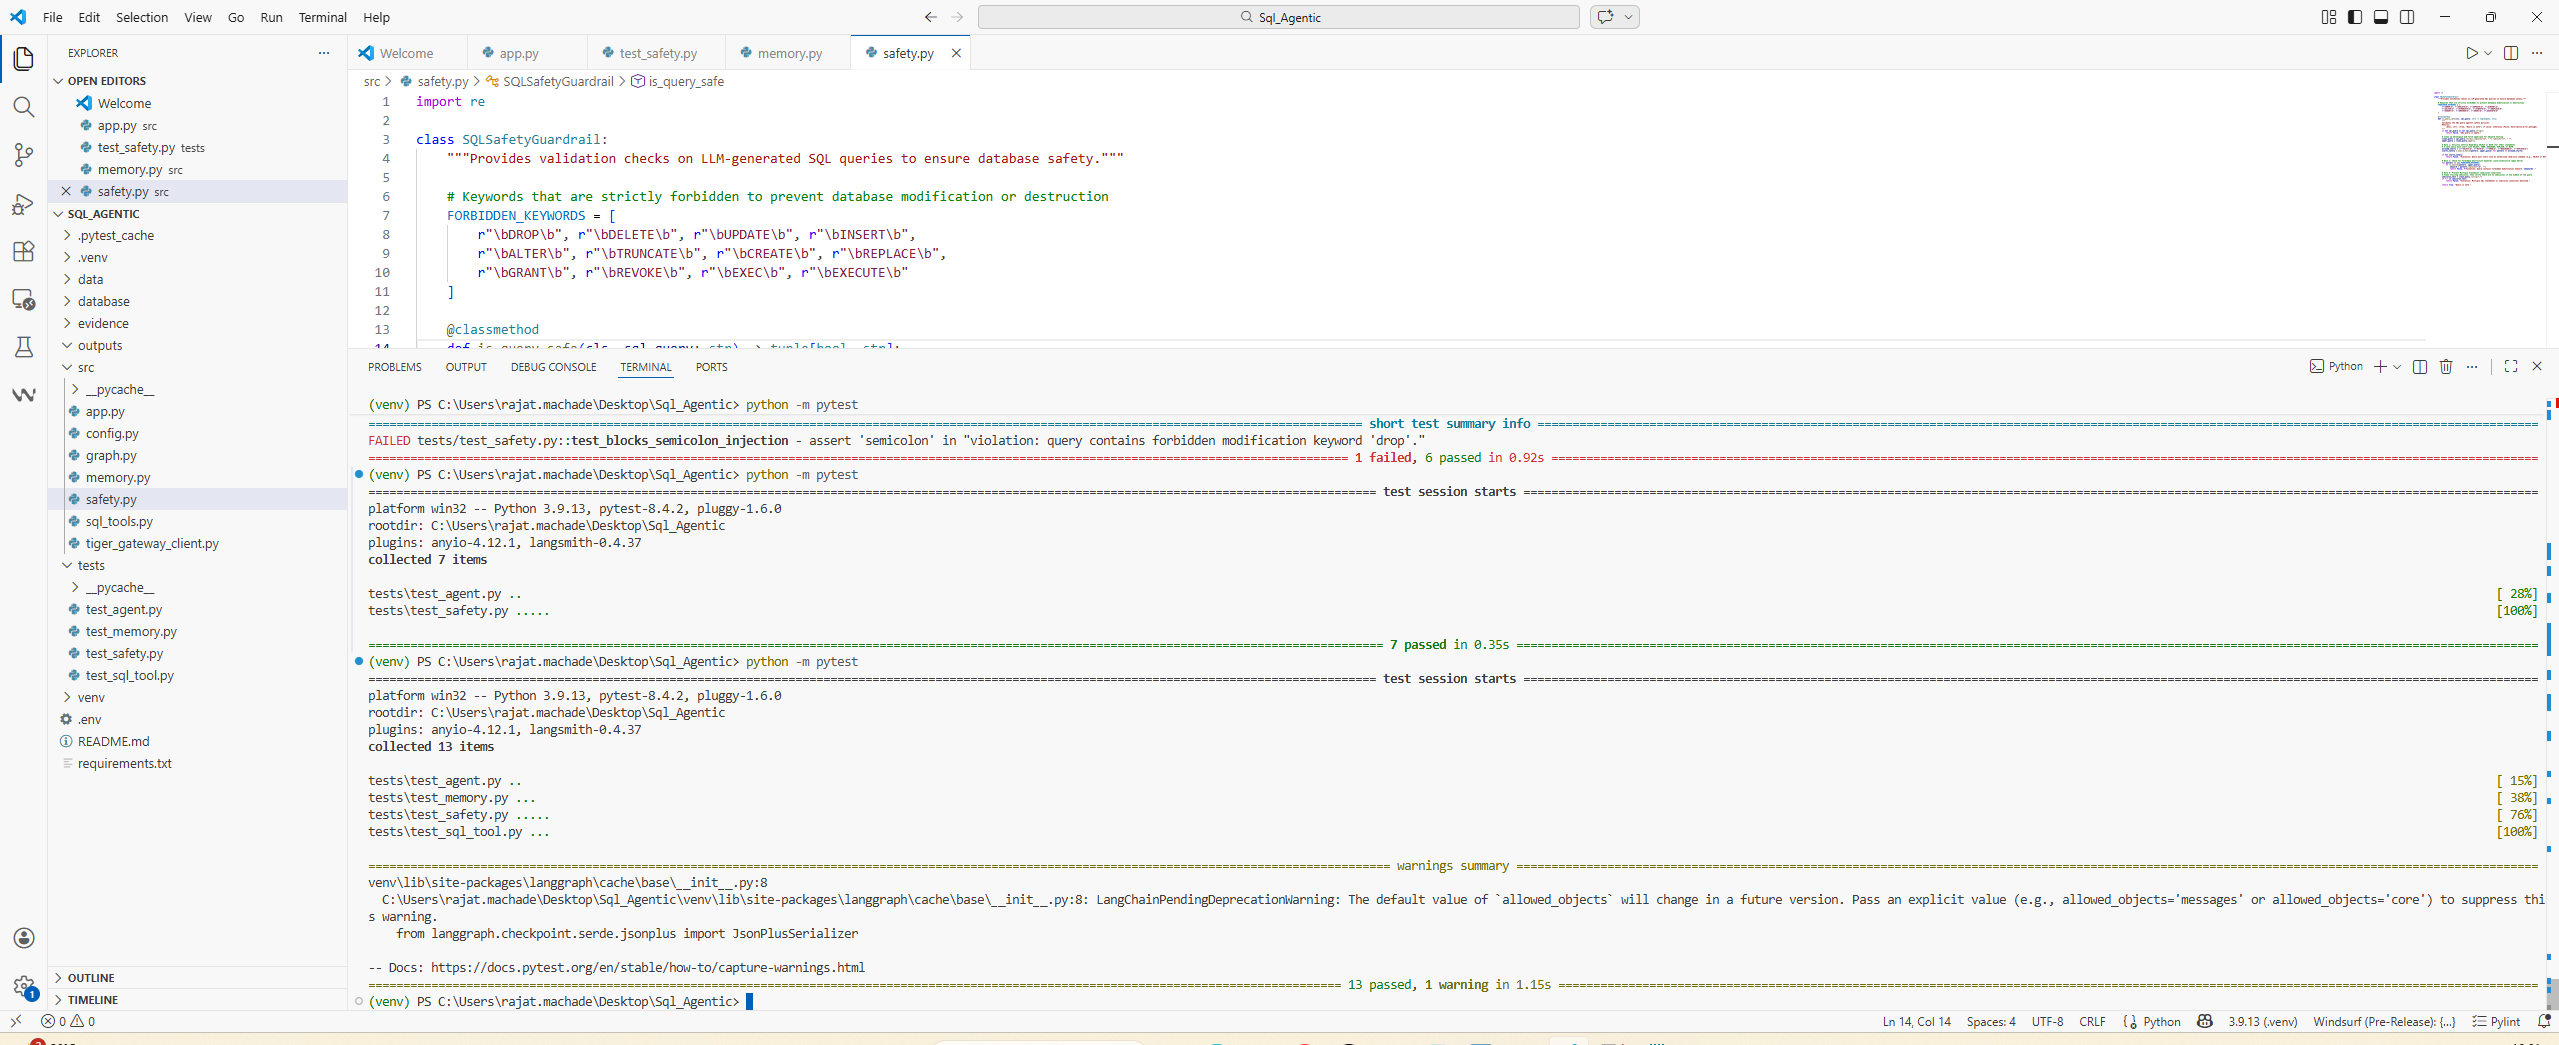 File Edit Selection View Go Run Terminal Help
Sql_Agentic
EXPLORER
OPEN EDITORS
Welcome
app.py src
test_safety.py tests
memory.py src
safety.py src
SQL_AGENTIC
.pytest_cache
.venv
data
database
evidence
outputs
src
__pycache__
app.py
config.py
graph.py
memory.py
safety.py
sql_tools.py
tiger_gateway_client.py
tests
__pycache__
test_agent.py
test_memory.py
test_safety.py
test_sql_tool.py
venv
.env
README.md
requirements.txt
OUTLINE
TIMELINE
Welcome app.py test_safety.py memory.py safety.py
src > safety.py > SQLSafetyGuardrail > is_query_safe
1 import re
2
3 class SQLSafetyGuardrail:
4 """Provides validation checks on LLM-generated SQL queries to ensure database safety."""
5
6 # Keywords that are strictly forbidden to prevent database modification or destruction
7 FORBIDDEN_KEYWORDS = [
8 r"\bDROP\b", r"\bDELETE\b", r"\bUPDATE\b", r"\bINSERT\b",
9 r"\bALTER\b", r"\bTRUNCATE\b", r"\bCREATE\b", r"\bREPLACE\b",
10 r"\bGRANT\b", r"\bREVOKE\b", r"\bEXEC\b", r"\bEXECUTE\b"
11 ]
12
13 @classmethod
14 def is_query_safe(cls, sql_query: str) -> tuple[bool, str]:
PROBLEMS OUTPUT DEBUG CONSOLE TERMINAL PORTS
Python
(venv) PS C:\Users\rajat.machade\Desktop\Sql_Agentic> python -m pytest
short test summary info
FAILED tests/test_safety.py::test_blocks_semicolon_injection - assert 'semicolon' in "violation: query contains forbidden modification keyword 'drop'."
1 failed, 6 passed in 0.92s
(venv) PS C:\Users\rajat.machade\Desktop\Sql_Agentic> python -m pytest
test session starts
platform win32 -- Python 3.9.13, pytest-8.4.2, pluggy-1.6.0
rootdir: C:\Users\rajat.machade\Desktop\Sql_Agentic
plugins: anyio-4.12.1, langsmith-0.4.37
collected 7 items
tests\test_agent.py .. [ 28%]
tests\test_safety.py ..... [100%]
7 passed in 0.35s
(venv) PS C:\Users\rajat.machade\Desktop\Sql_Agentic> python -m pytest
test session starts
platform win32 -- Python 3.9.13, pytest-8.4.2, pluggy-1.6.0
rootdir: C:\Users\rajat.machade\Desktop\Sql_Agentic
plugins: anyio-4.12.1, langsmith-0.4.37
collected 13 items
tests\test_agent.py .. [ 15%]
tests\test_memory.py ... [ 38%]
tests\test_safety.py ..... [ 76%]
tests\test_sql_tool.py ... [100%]
warnings summary
venv\lib\site-packages\langgraph\cache\base\__init__.py:8
C:\Users\rajat.machade\Desktop\Sql_Agentic\venv\lib\site-packages\langgraph\cache\base\__init__.py:8: LangChainPendingDeprecationWarning: The default value of `allowed_objects` will change in a future version. Pass an explicit value (e.g., allowed_objects='messages' or allowed_objects='core') to suppress thi
s warning.
from langgraph.checkpoint.serde.jsonplus import JsonPlusSerializer
-- Docs: https://docs.pytest.org/en/stable/how-to/capture-warnings.html
13 passed, 1 warning in 1.15s
(venv) PS C:\Users\rajat.machade\Desktop\Sql_Agentic>
1
0 0 Ln 14, Col 14 Spaces: 4 UTF-8 CRLF Python 3.9.13 (.venv) Windsurf (Pre-Release): {...} Pylint